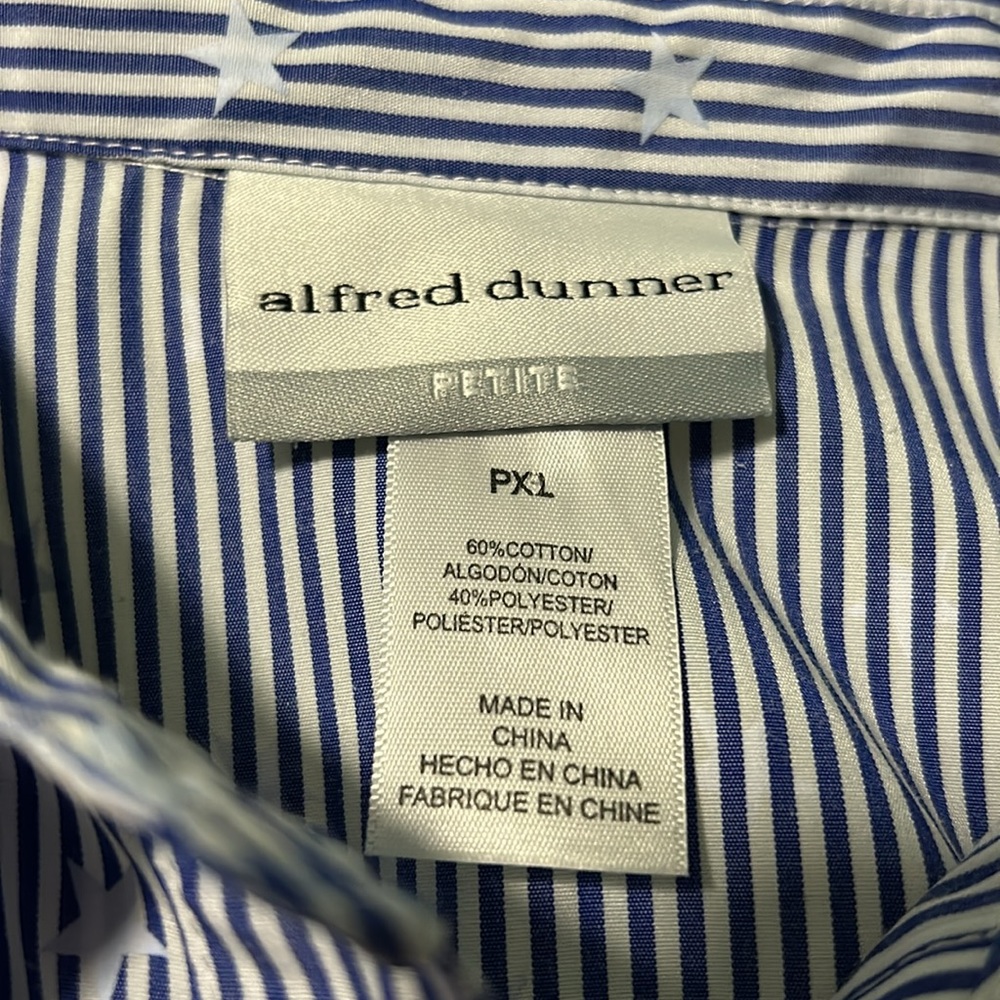 alfred dunner
PETITE
PXL
60%COTTON/
ALGODÓN/COTON
40%POLYESTER/
POLIESTER/POLYESTER
MADE IN
CHINA
HECHO EN CHINA
FABRIQUE EN CHINE